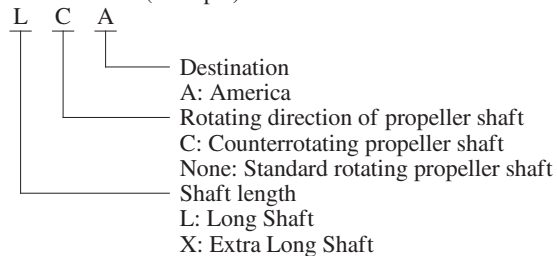 L C A
Destination
A: America
Rotating direction of propeller shaft
C: Counterrotating propeller shaft
None: Standard rotating propeller shaft
Shaft length
L: Long Shaft
X: Extra Long Shaft